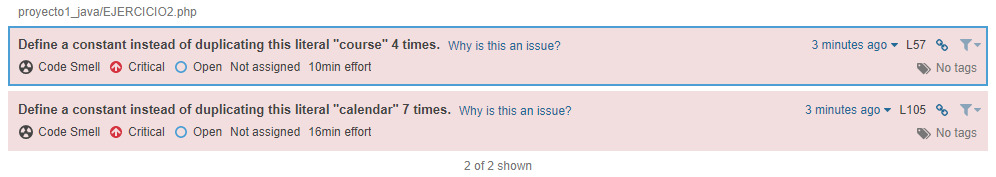 proyecto1_java/EJERCICIO2.php
Define a constant instead of duplicating this literal "course" 4 times. Why is this an issue? 3 minutes ago L57
Code Smell Critical Open Not assigned 10min effort No tags
Define a constant instead of duplicating this literal "calendar" 7 times. Why is this an issue? 3 minutes ago L105
Code Smell Critical Open Not assigned 16min effort No tags
2 of 2 shown